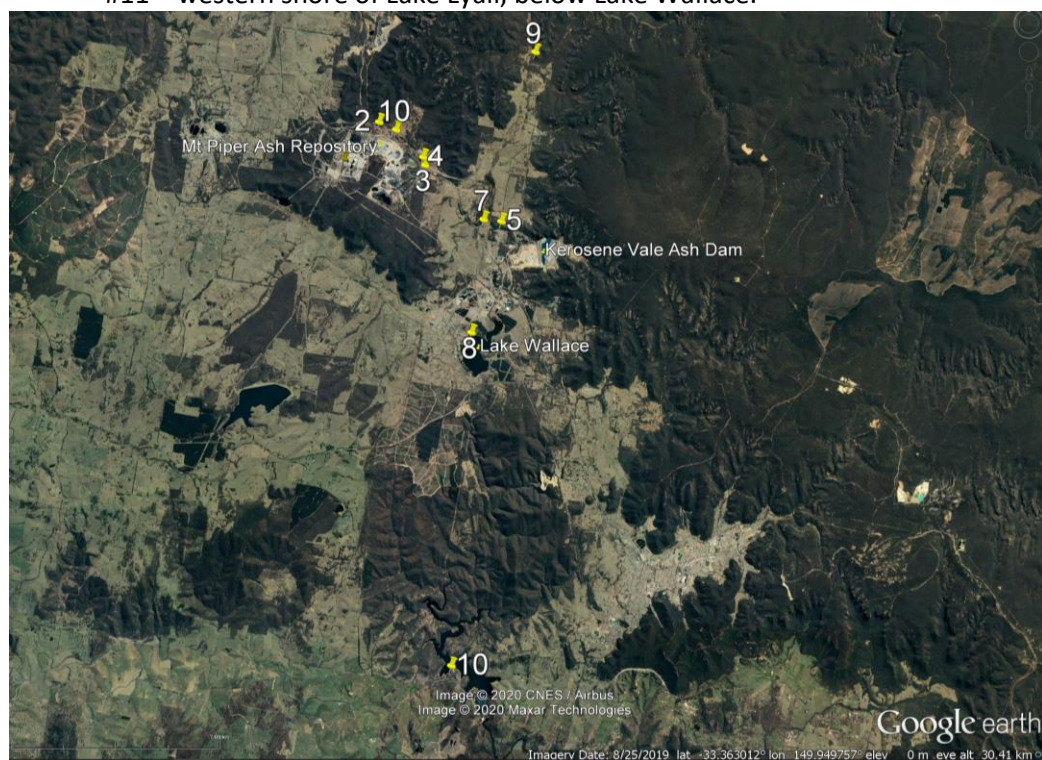 #11 – western shore of Lake Lyall, below Lake Wallace.
9
2 10
Mt Piper Ash Repository
4
3
7
5
Kerosene Vale Ash Dam
8 Lake Wallace
10
Image © 2020 CNES / Airbus
Image © 2020 Maxar Technologies
Google earth
Imagery Date: 8/25/2019 lat -33.363012° lon 149.949757° elev 0 m eye alt 30.41 km